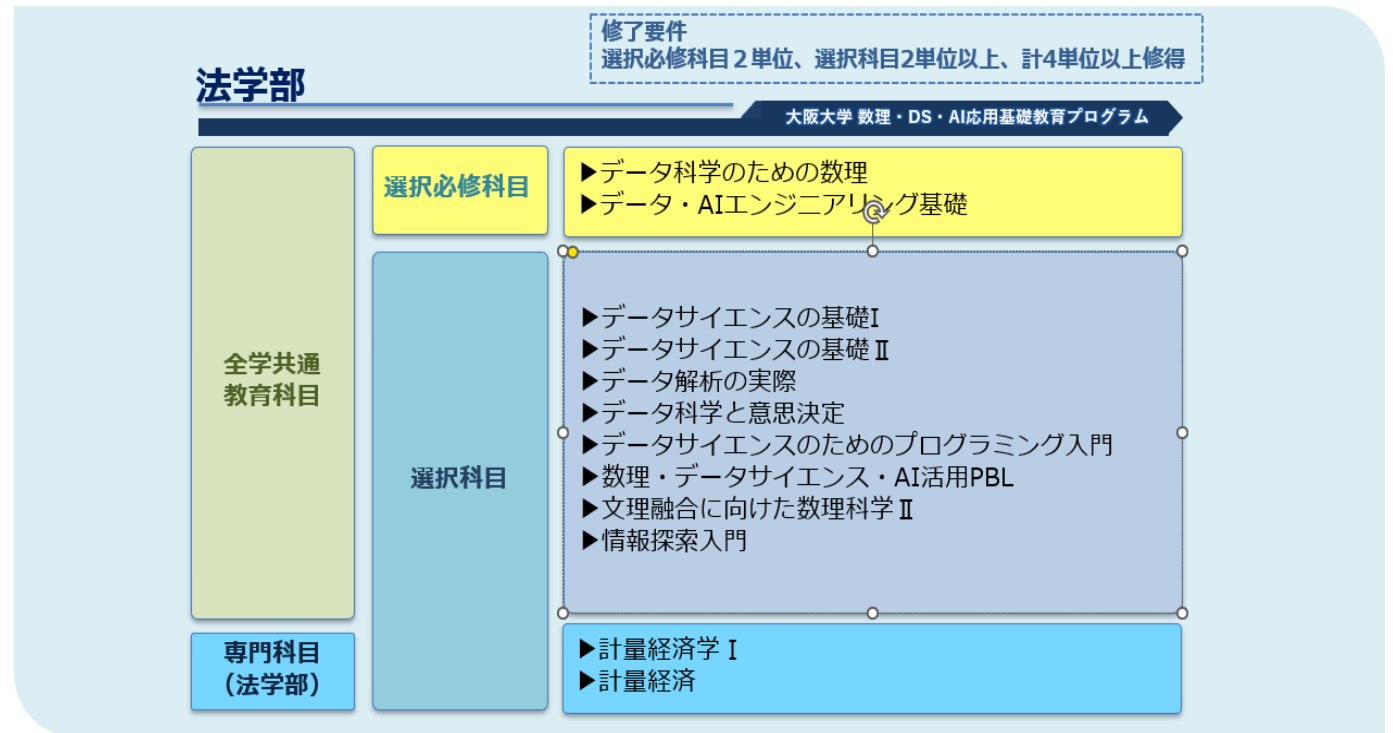 修了要件
選択必修科目２単位、選択科目2単位以上、計4単位以上修得
法学部
大阪大学 数理・DS・AI応用基礎教育プログラム
全学共通
教育科目
選択必修科目
▶データ科学のための数理
▶データ・AIエンジニアリング基礎
選択科目
▶データサイエンスの基礎I
▶データサイエンスの基礎Ⅱ
▶データ解析の実際
▶データ科学と意思決定
▶データサイエンスのためのプログラミング入門
▶数理・データサイエンス・AI活用PBL
▶文理融合に向けた数理科学Ⅱ
▶情報探索入門
専門科目
（法学部）
▶計量経済学Ⅰ
▶計量経済